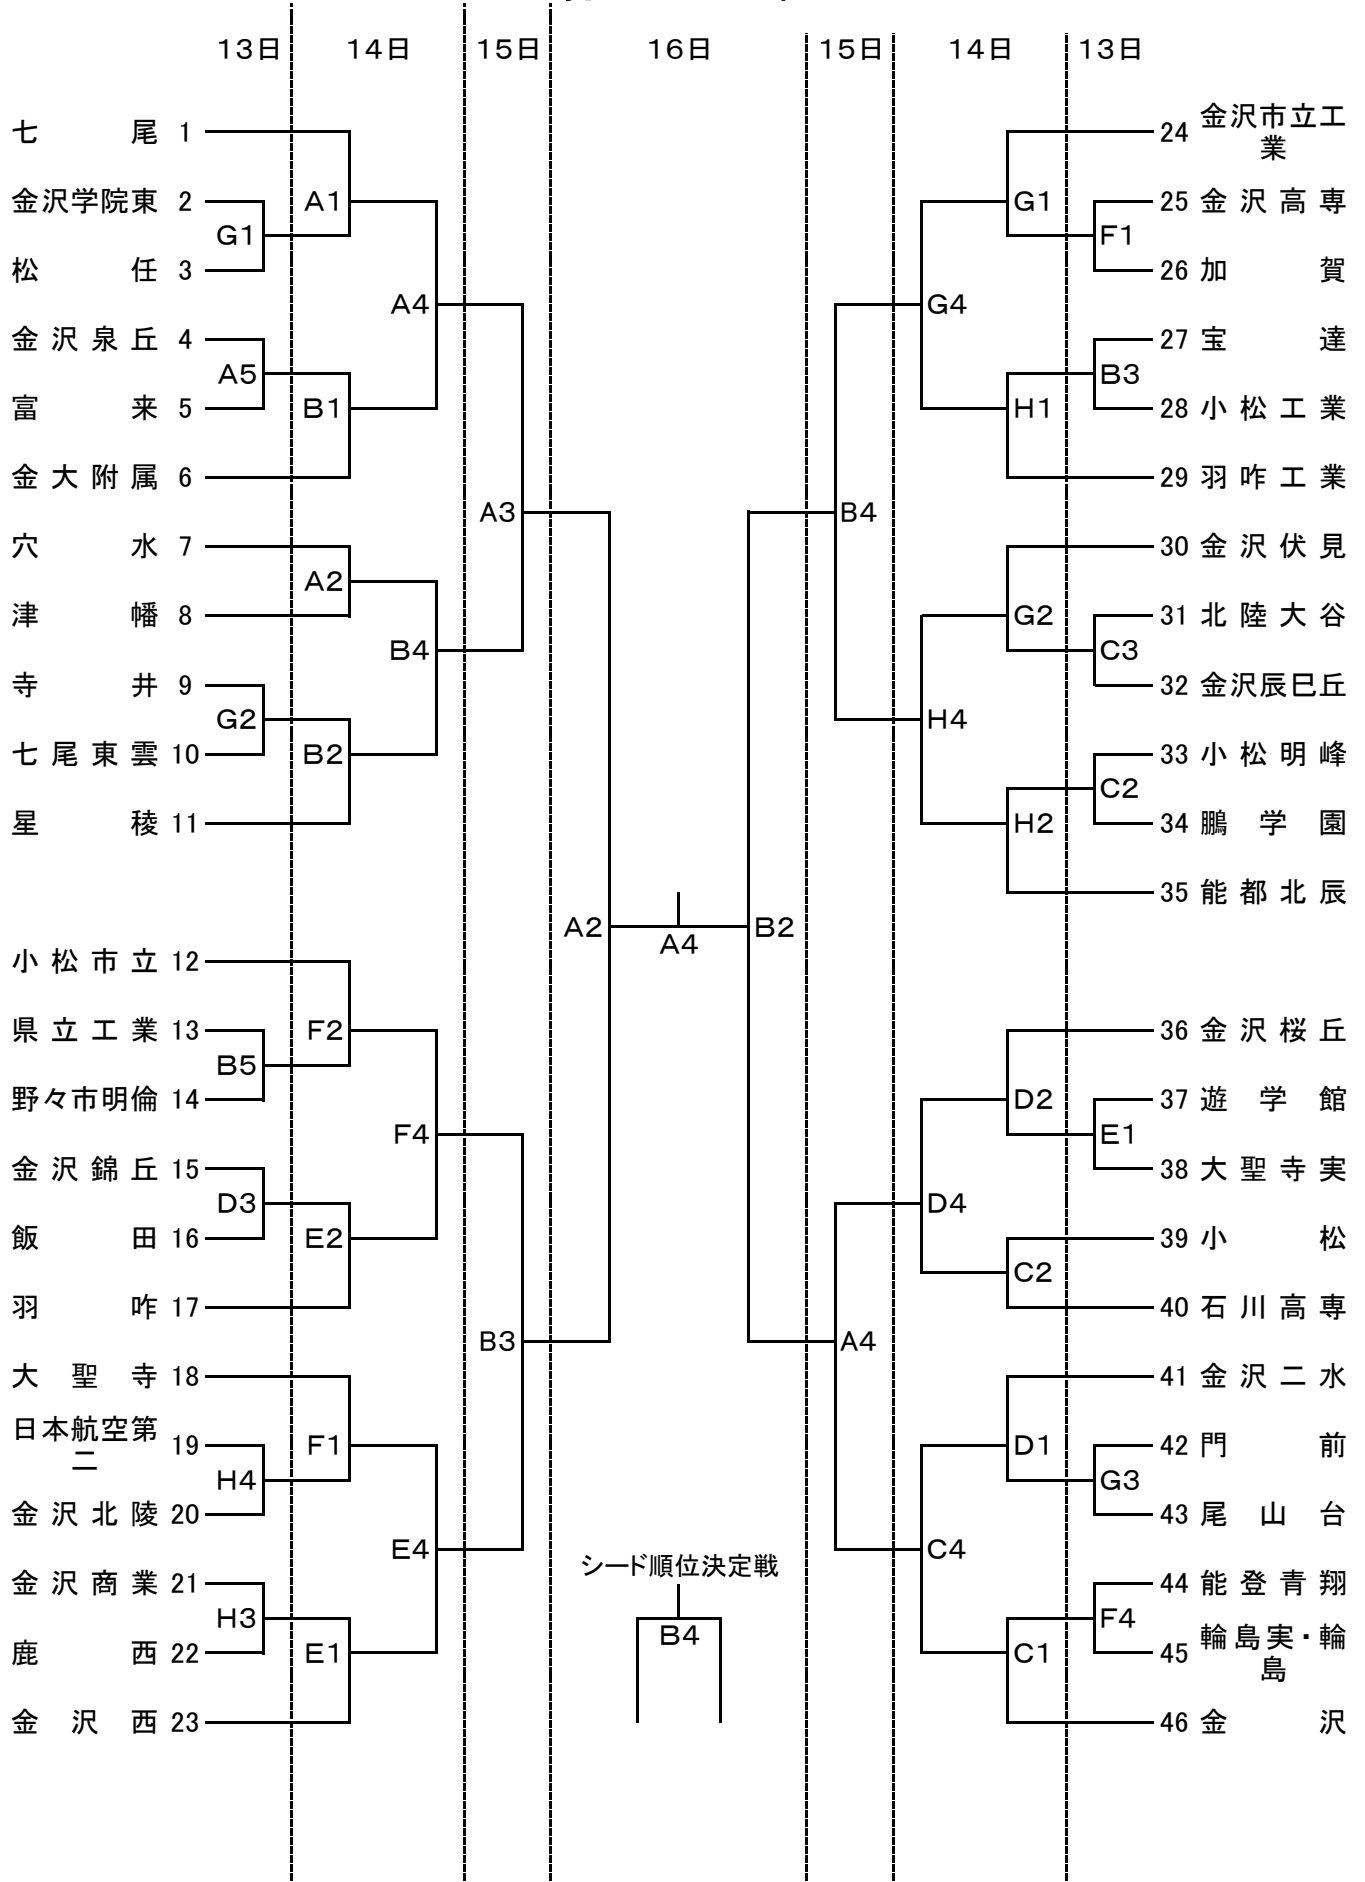 13日 14日 15日 16日 15日 14日 13日
七尾 1
金沢学院東 2
松任 3
金沢泉丘 4
富来 5
金大附属 6
穴水 7
津幡 8
寺井 9
七尾東雲 10
星稜 11
小松市立 12
県立工業 13
野々市明倫 14
金沢錦丘 15
飯田 16
羽咋 17
大聖寺 18
日本航空第
二
19
金沢北陵 20
金沢商業 21
鹿西 22
金沢西 23
G1
A5
G2
B5
D3
H4
H3
A1
B1
A2
B2
F2
E2
F1
E1
A4
B4
F4
E4
A3
B3
A2
A4
B2
シード順位決定戦
B4
B4
A4
G4
H4
D4
C4
G1
H1
G2
H2
D2
C2
D1
C1
F1
B3
C3
C2
E1
G3
F4
24 金沢市立工
業
25 金沢高専
26 加賀
27 宝達
28 小松工業
29 羽咋工業
30 金沢伏見
31 北陸大谷
32 金沢辰巳丘
33 小松明峰
34 鵬学園
35 能都北辰
36 金沢桜丘
37 遊学館
38 大聖寺実
39 小松
40 石川高専
41 金沢二水
42 門前
43 尾山台
44 能登青翔
45 輪島実・輪
島
46 金沢